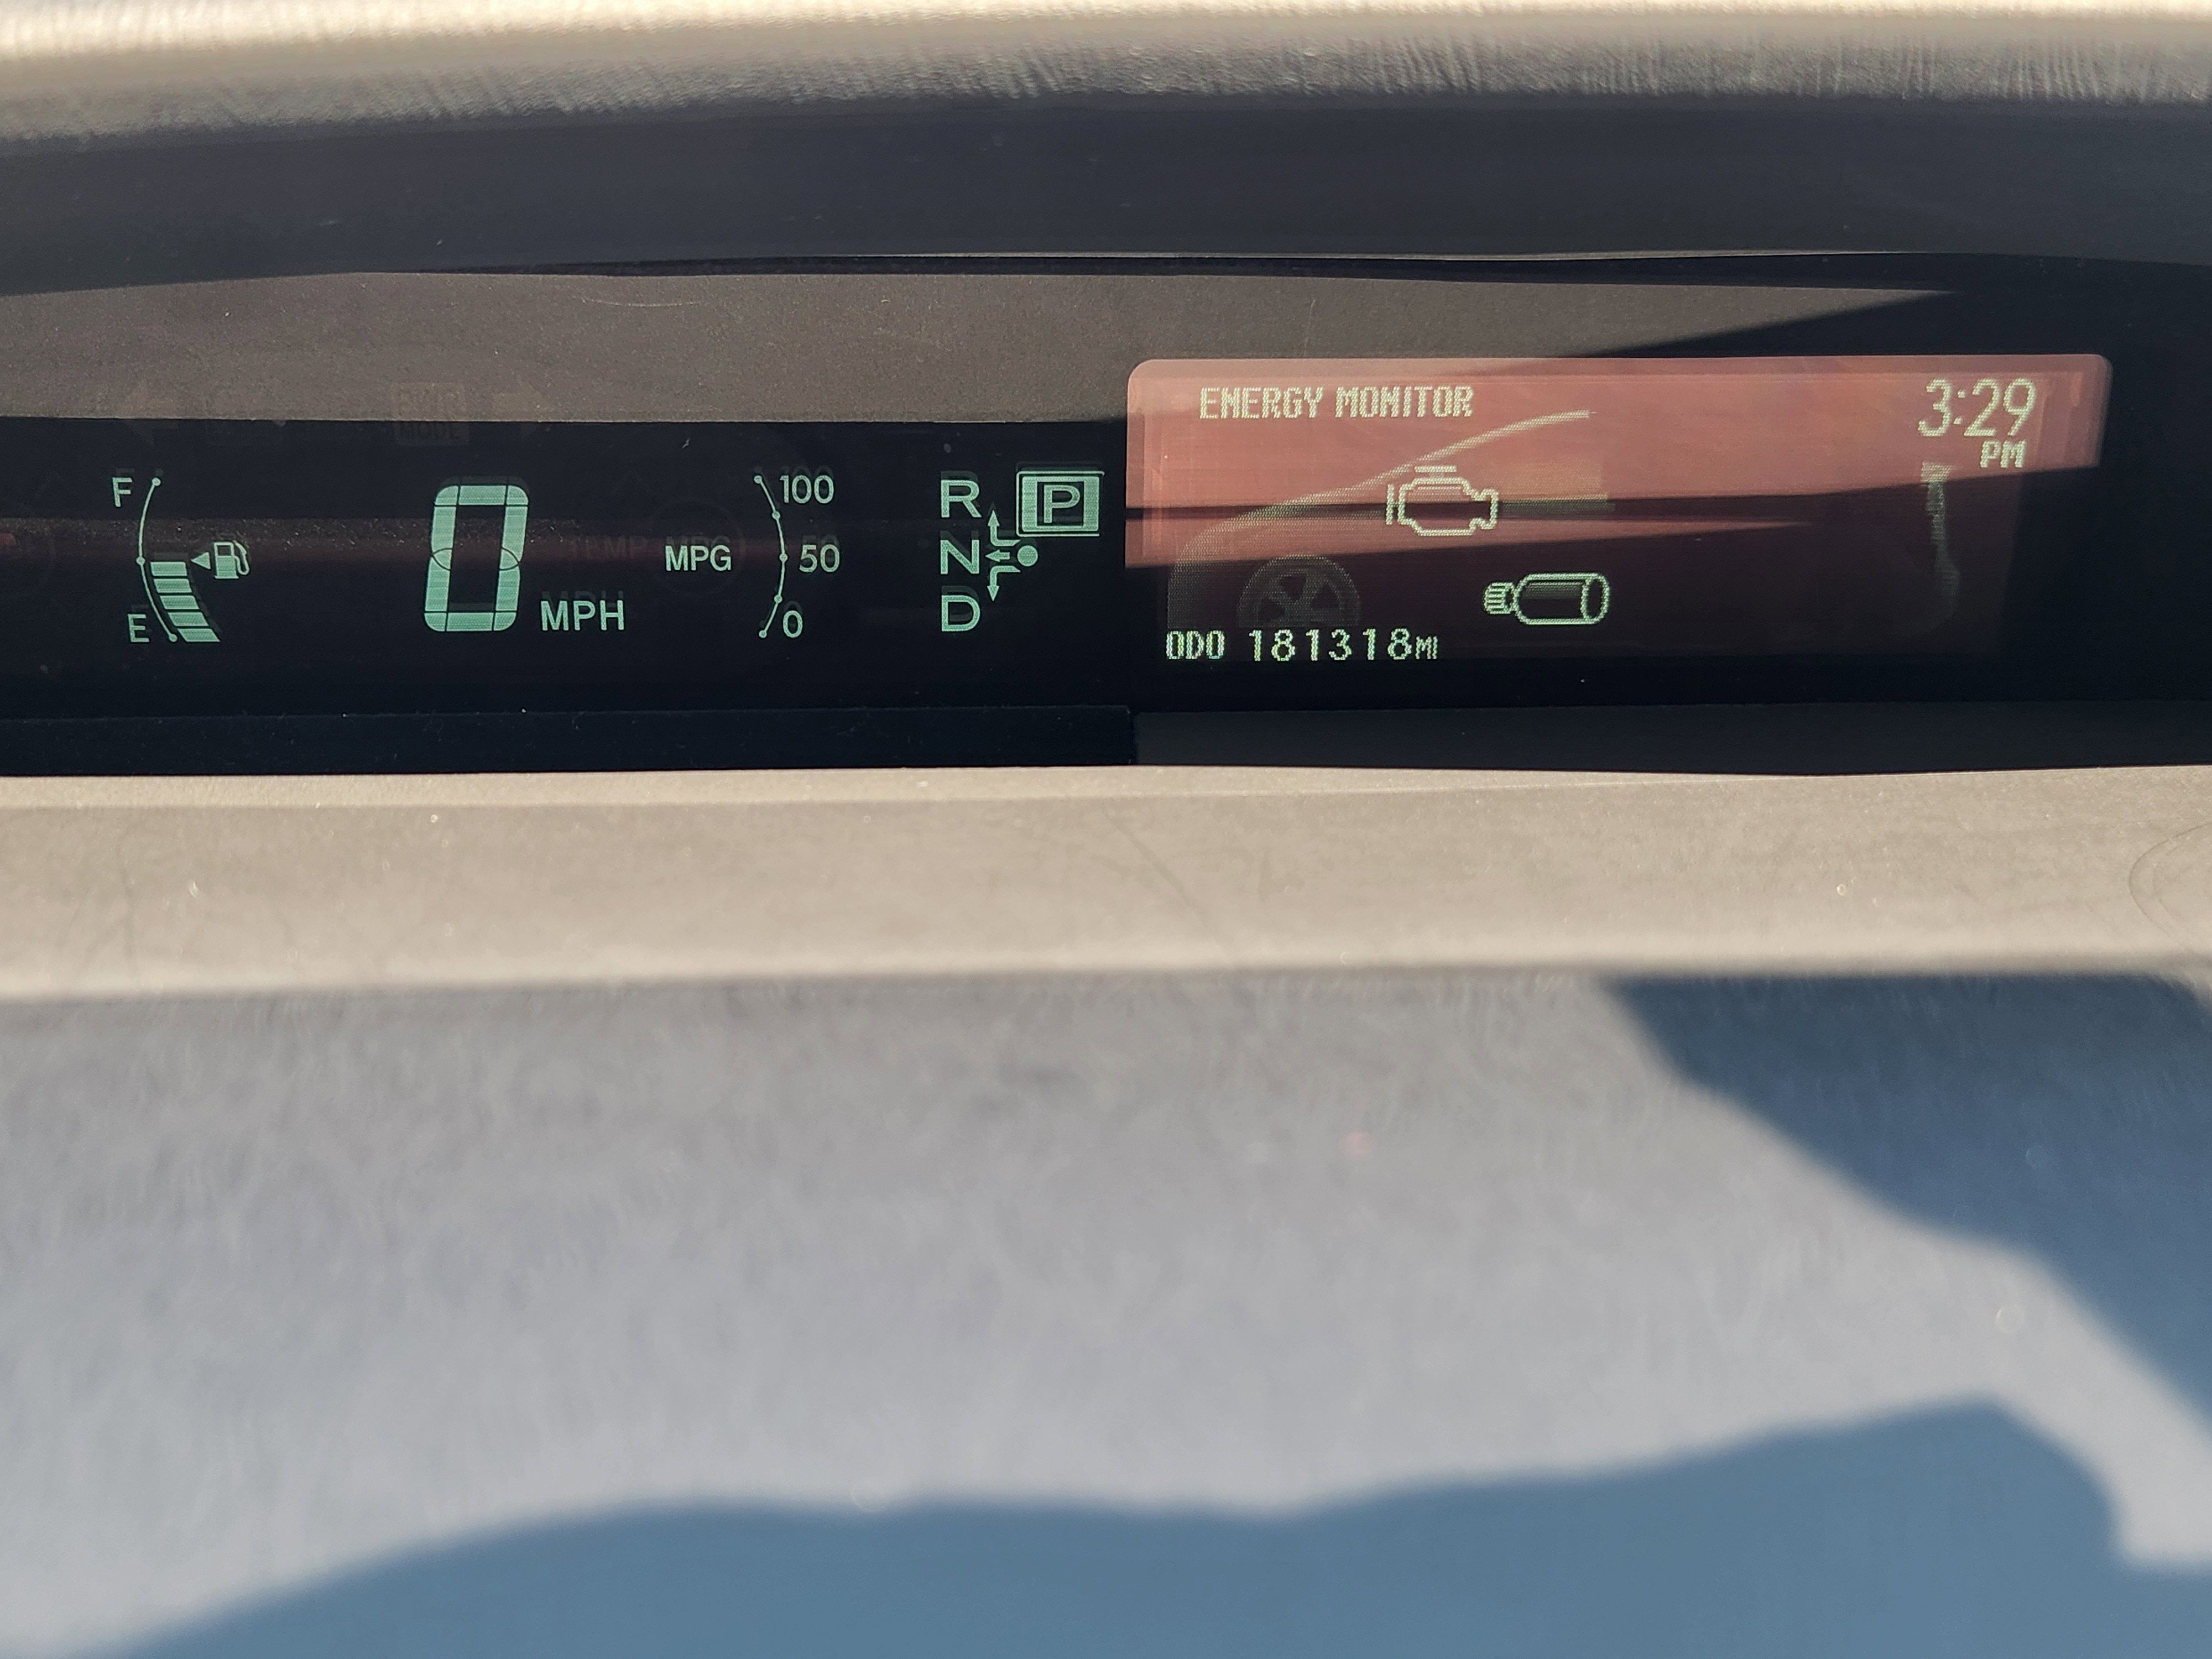 F
E
0 MPH
MPG
100
50
0
R P
N
D
ENERGY MONITOR
3:29
PM
ODO 181318MI